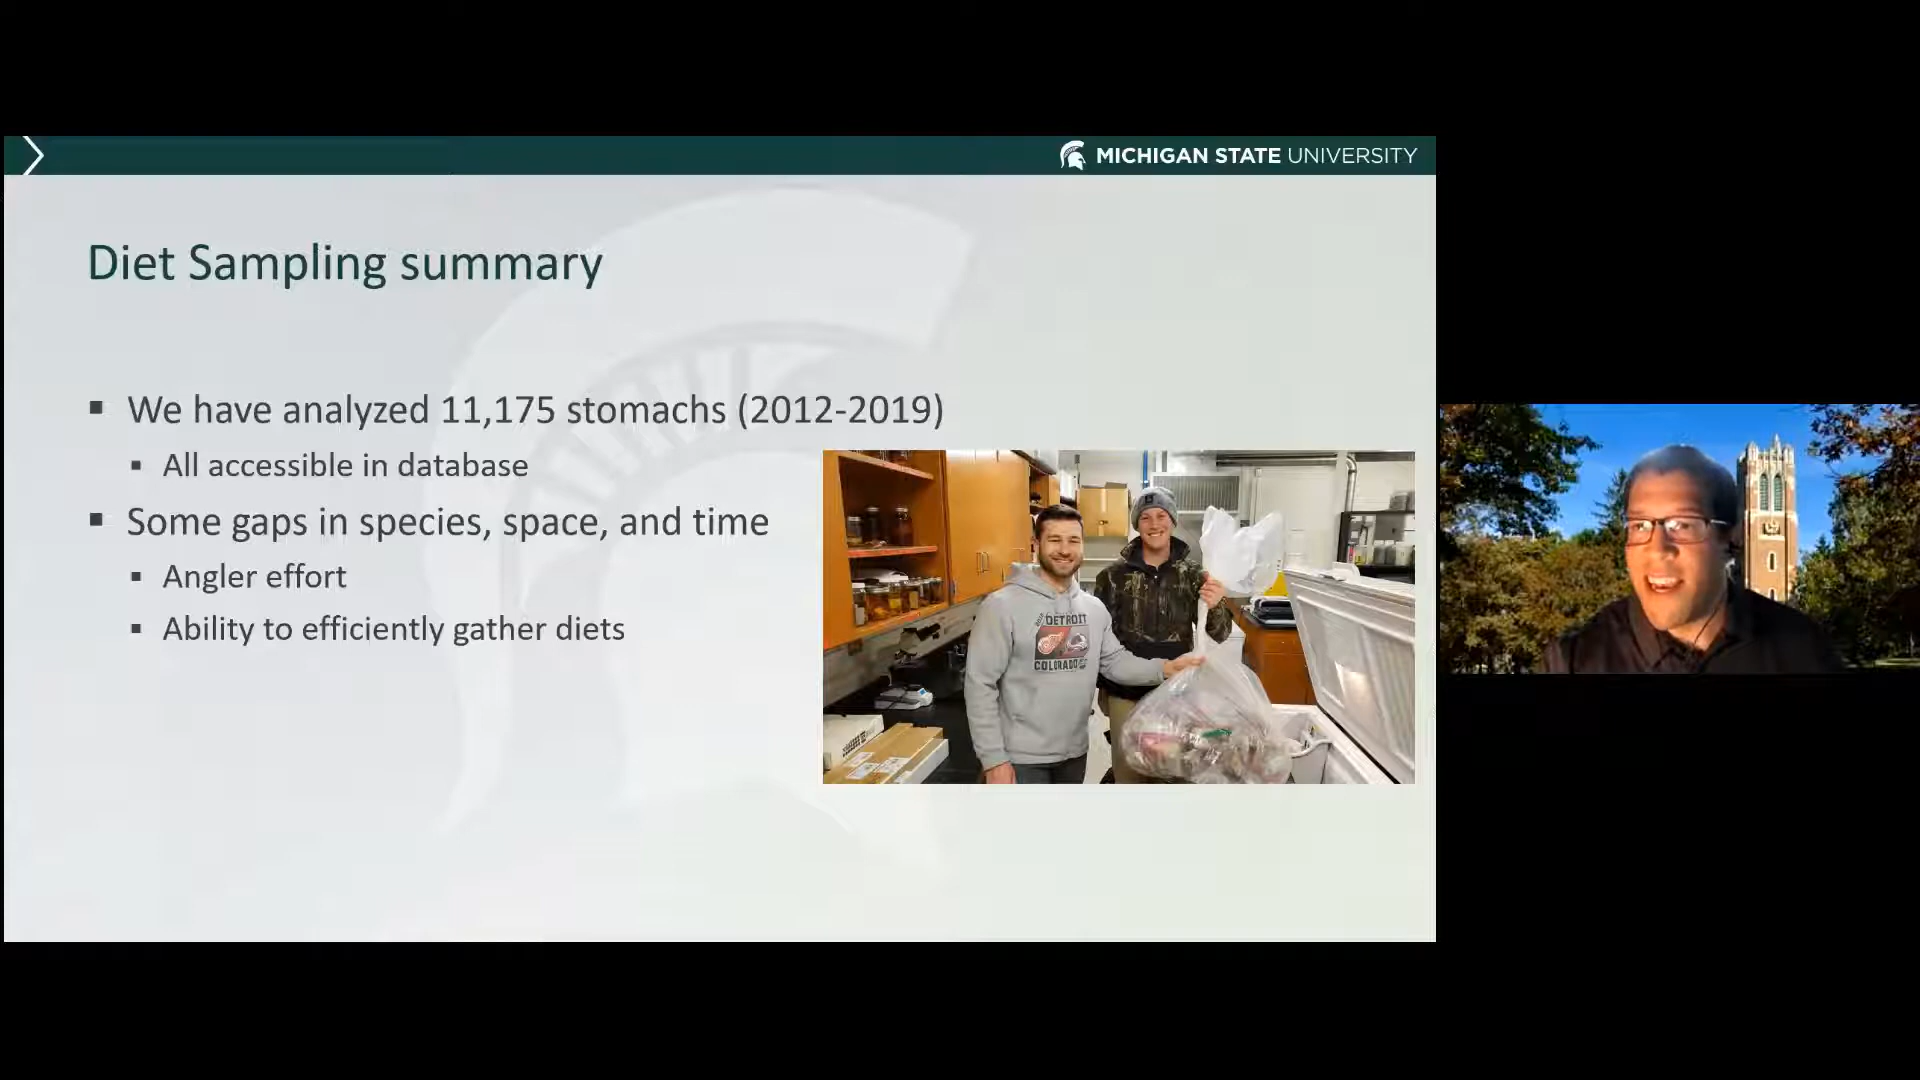 MICHIGAN STATE UNIVERSITY
Diet Sampling summary
We have analyzed 11,175 stomachs (2012-2019)
All accessible in database
Some gaps in species, space, and time
Angler effort
Ability to efficiently gather diets
DETROIT
COLORADO